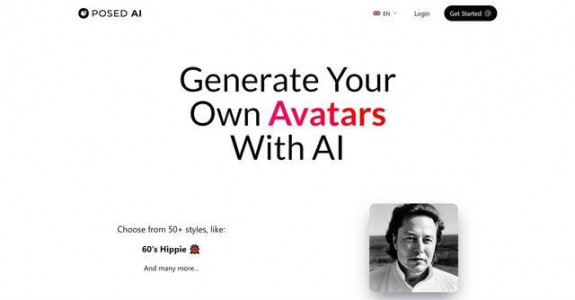 POSED AI
EN
Login
Get Started
Generate Your
Own Avatars
With AI
Choose from 50+ styles, like:
60's Hippie
And many more...